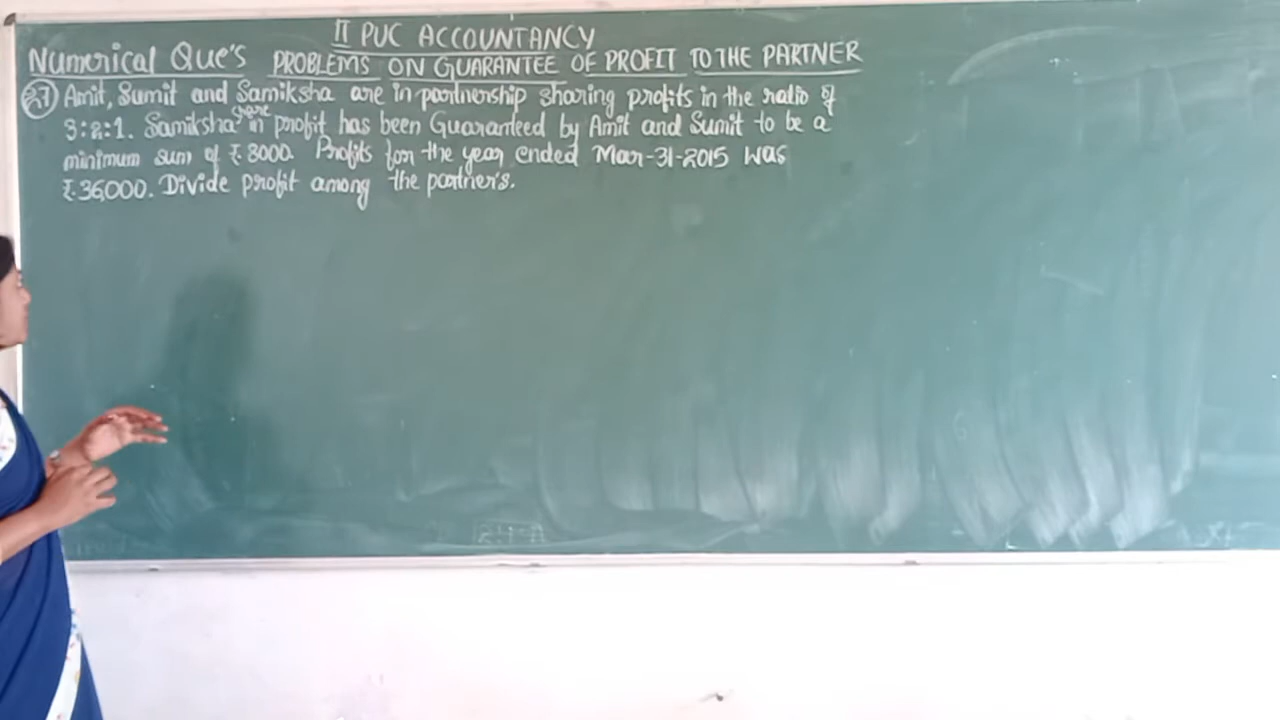 II PUC ACCOUNTANCY
Numerical Que's PROBLEMS ON GUARANTEE OF PROFIT TO THE PARTNER
27 Amit, Sumit and Samiksha are in partnership sharing profits in the ratio of
3:2:1. Samiksha share in profit has been Guaranteed by Amit and Sumit to be a
minimum sum of ₹.8000. Profits for the year ended Mar-31-2015 was
₹.36,000. Divide profit among the partner's.